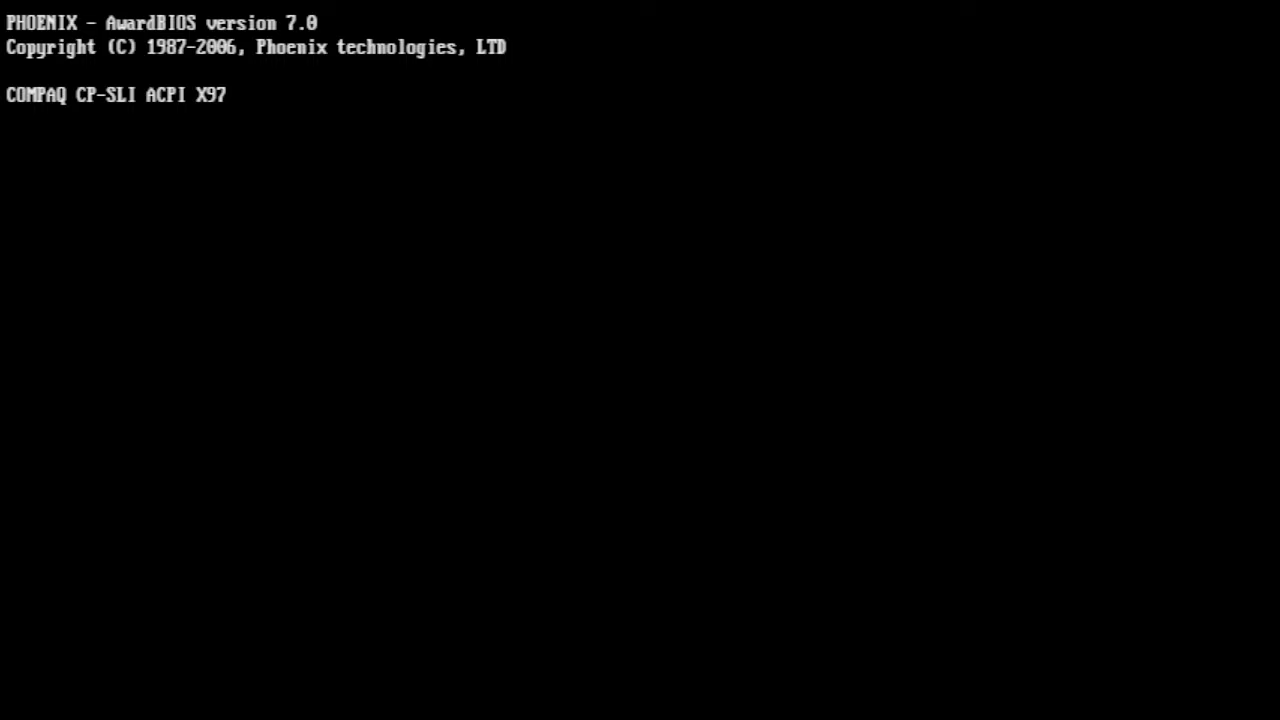 PHOENIX - AwardBIOS version 7.0
Copyright (C) 1987-2006, Phoenix technologies, LTD
COMPAQ CP-SLI ACPI X97